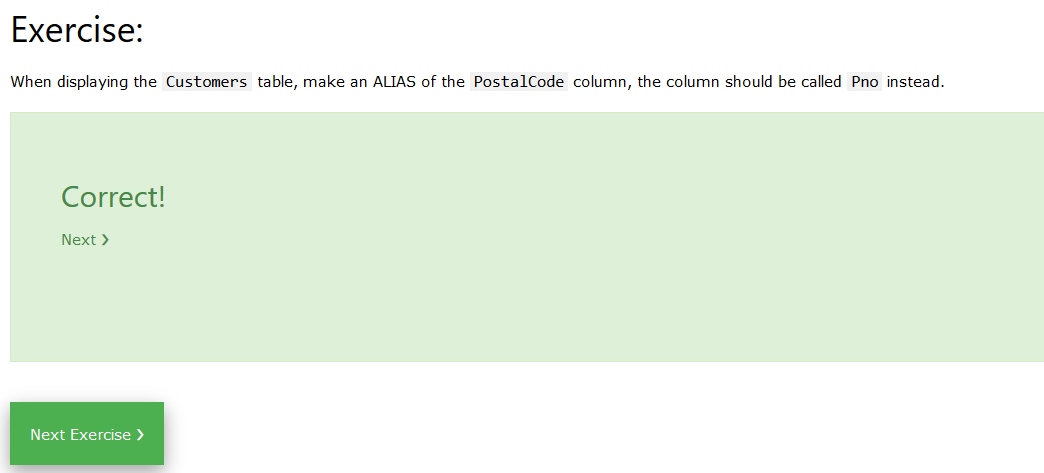 Exercise:
When displaying the Customers table, make an ALIAS of the PostalCode column, the column should be called Pno instead.
Correct!
Next ❯
Next Exercise ❯